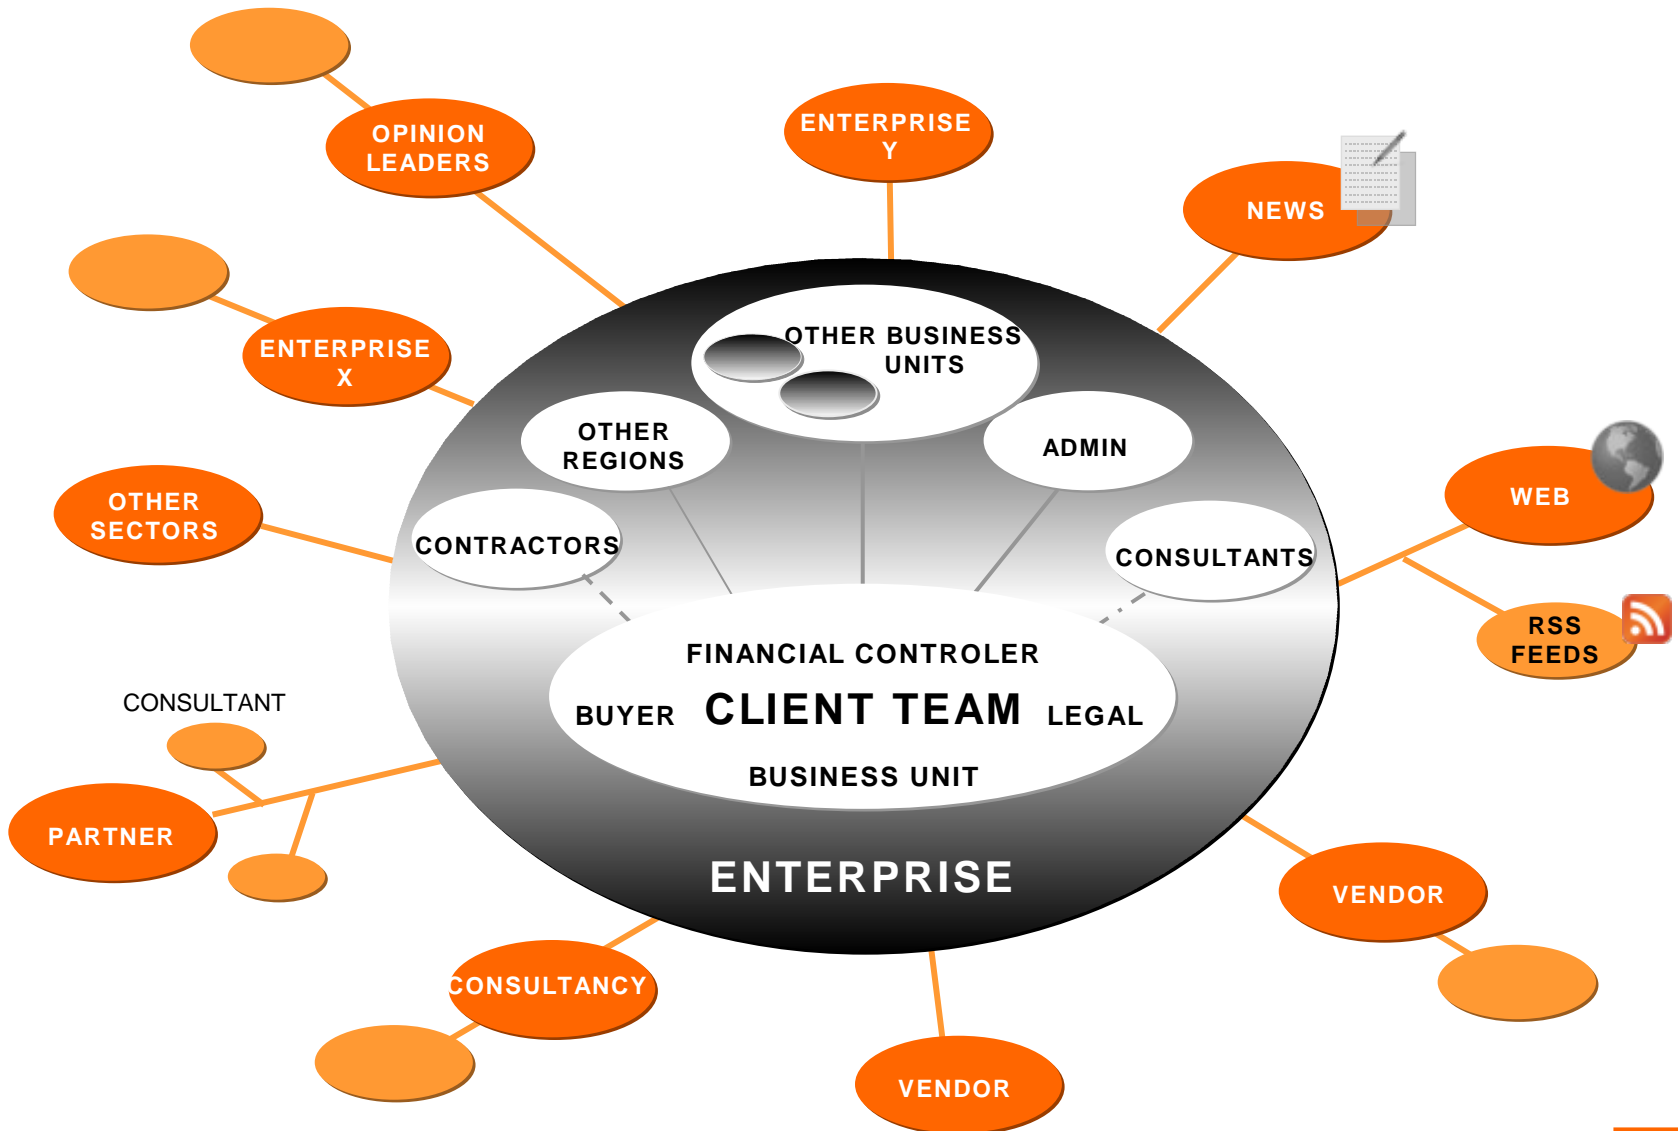 OPINION
LEADERS
ENTERPRISE
Y
NEWS
ENTERPRISE
X
OTHER BUSINESS
UNITS
OTHER
REGIONS
ADMIN
OTHER
SECTORS
CONTRACTORS
CONSULTANTS
WEB
RSS
FEEDS
FINANCIAL CONTROLER
BUYER CLIENT TEAM LEGAL
BUSINESS UNIT
CONSULTANT
PARTNER
ENTERPRISE
VENDOR
CONSULTANCY
VENDOR